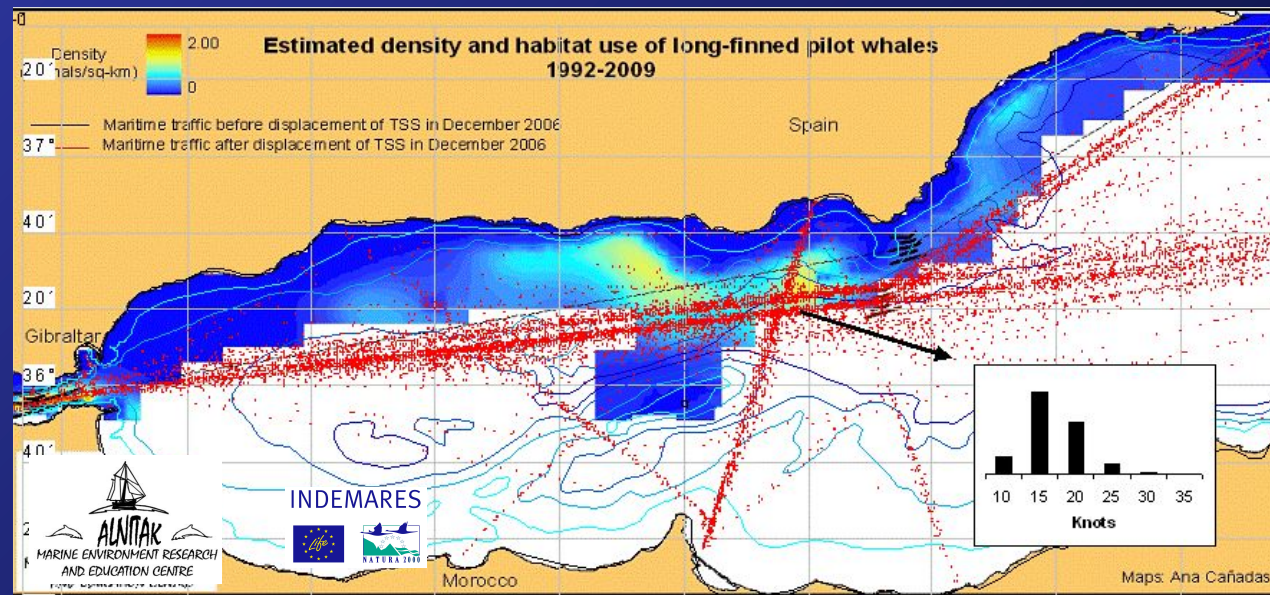 Estimated density and habitat use of long-finned pilot whales
1992-2009
Density
2.00
0
20´
Maritime traffic before displacement of TSS in December 2006
Maritime traffic after displacement of TSS in December 2006
Spain
37°
40´
20´
Gibraltar
36°
40´
10 15 20 25 30 35
Knots
INDEMARES
Life
NATURA 2000
ALNITAK
MARINE ENVIRONMENT RESEARCH
AND EDUCATION CENTRE
Morocco
Maps: Ana Cañadas